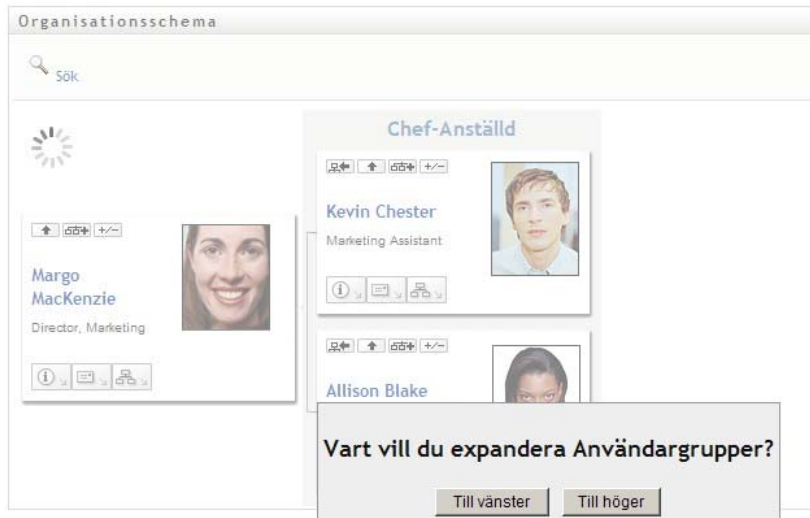 Organisationsschema
Sök
Chef-Anställd
Kevin Chester
Marketing Assistant
Margo
MacKenzie
Director, Marketing
Allison Blake
Vart vill du expandera Användargrupper?
Till vänster
Till höger